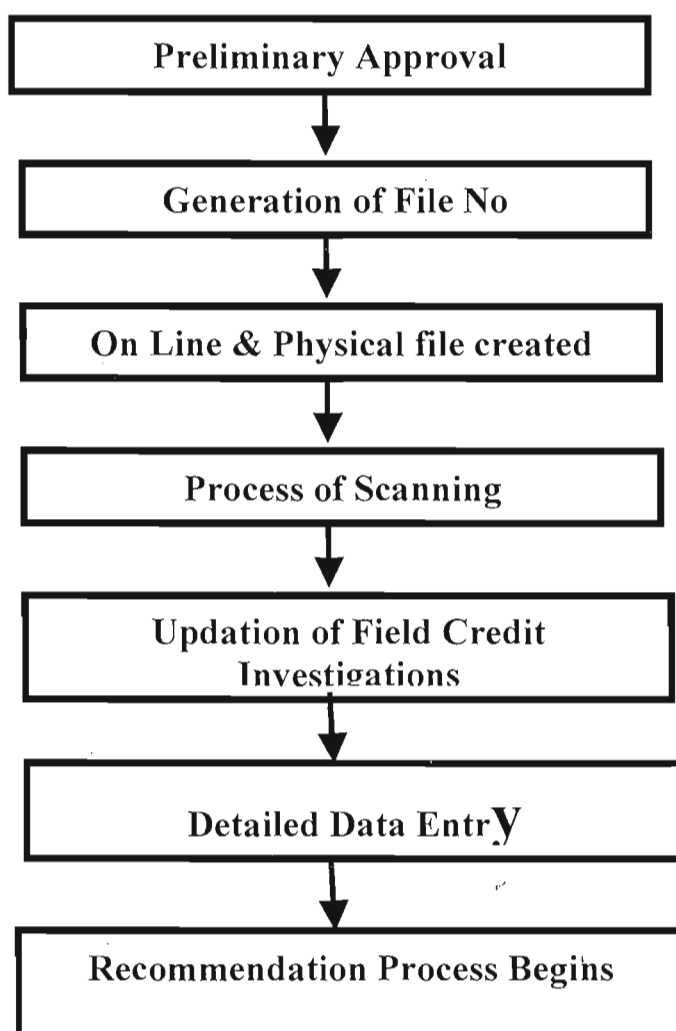 Preliminary Approval
Generation of File No
On Line & Physical file created
Process of Scanning
Updation of Field Credit
Investigations
Detailed Data Entry
Recommendation Process Begins